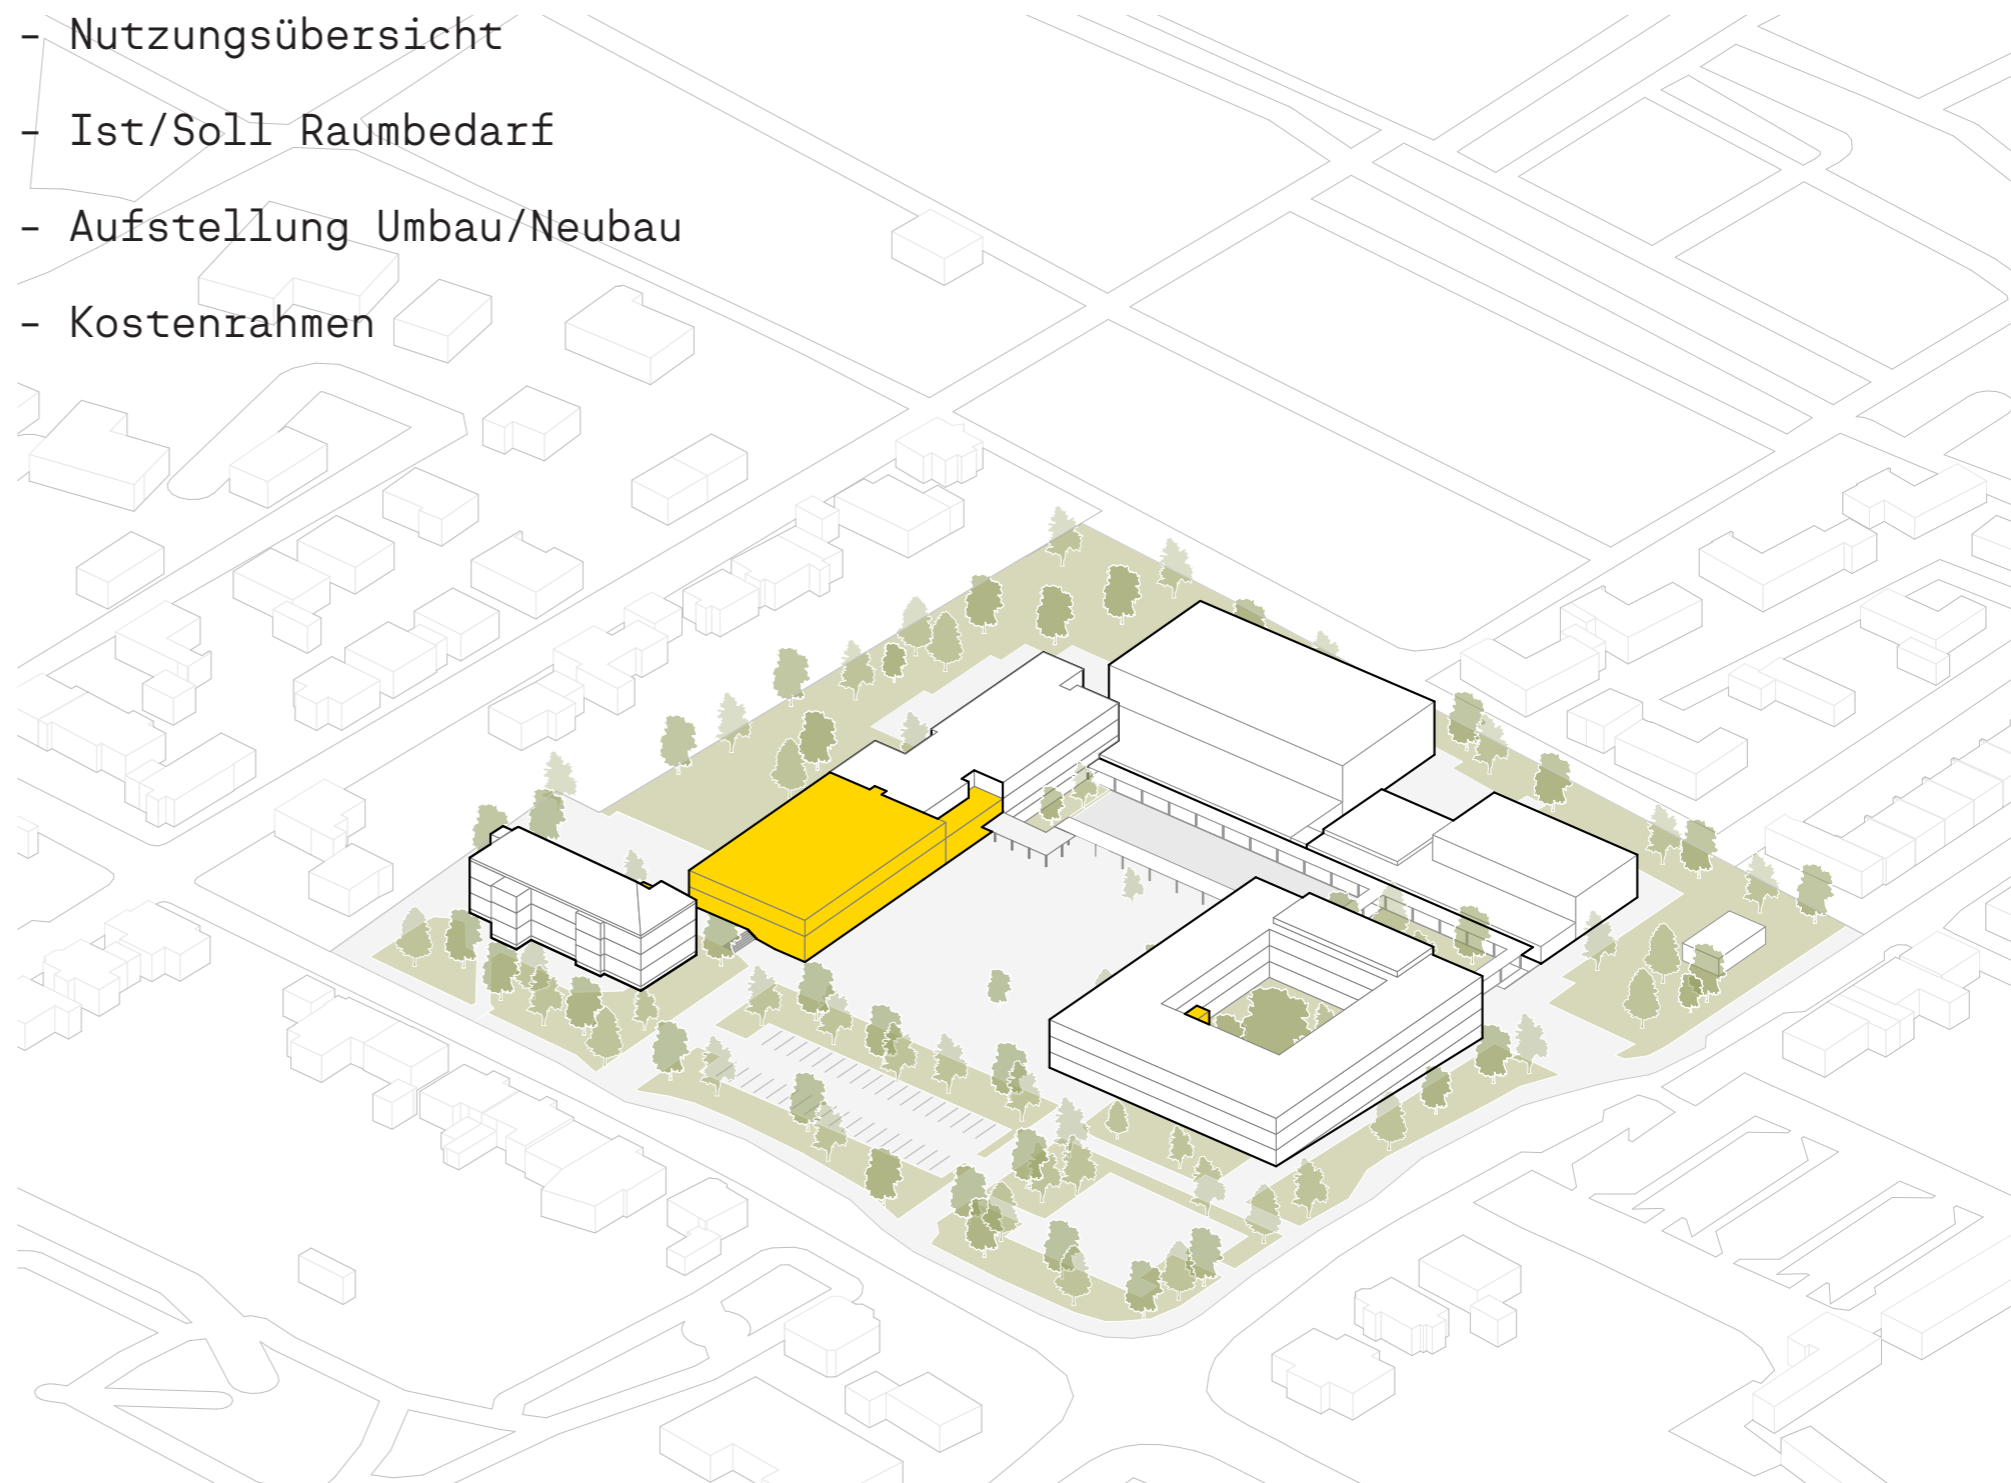 - Nutzungsübersicht
- Ist/Soll Raumbedarf
- Aufstellung Umbau/Neubau
- Kostenrahmen